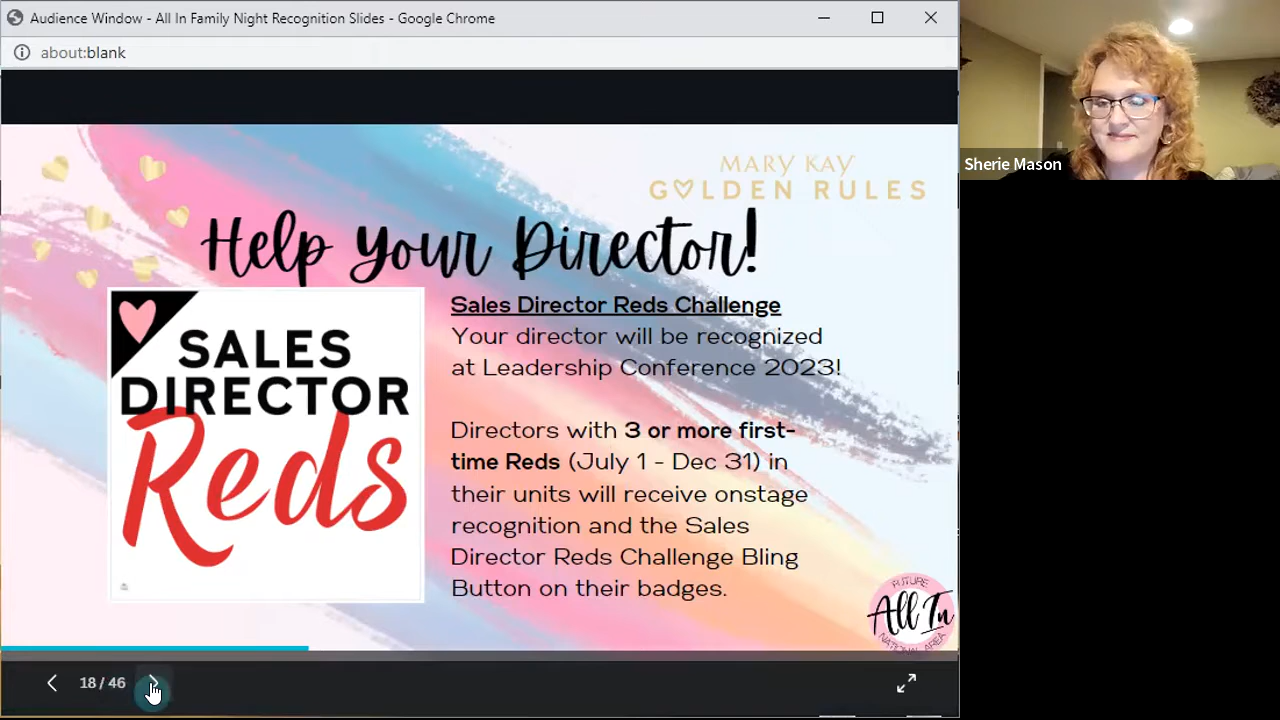 Audience Window - All In Family Night Recognition Slides - Google Chrome
about:blank
Sherie Mason
MARY KAY
GOLDEN RULES
Help Your Director!
SALES
DIRECTOR
Reds
Sales Director Reds Challenge
Your director will be recognized
at Leadership Conference 2023!
Directors with 3 or more first-
time Reds (July 1 - Dec 31) in
their units will receive onstage
recognition and the Sales
Director Reds Challenge Bling
Button on their badges.
FUTURE
All In
NATIONAL AREA
18 / 46